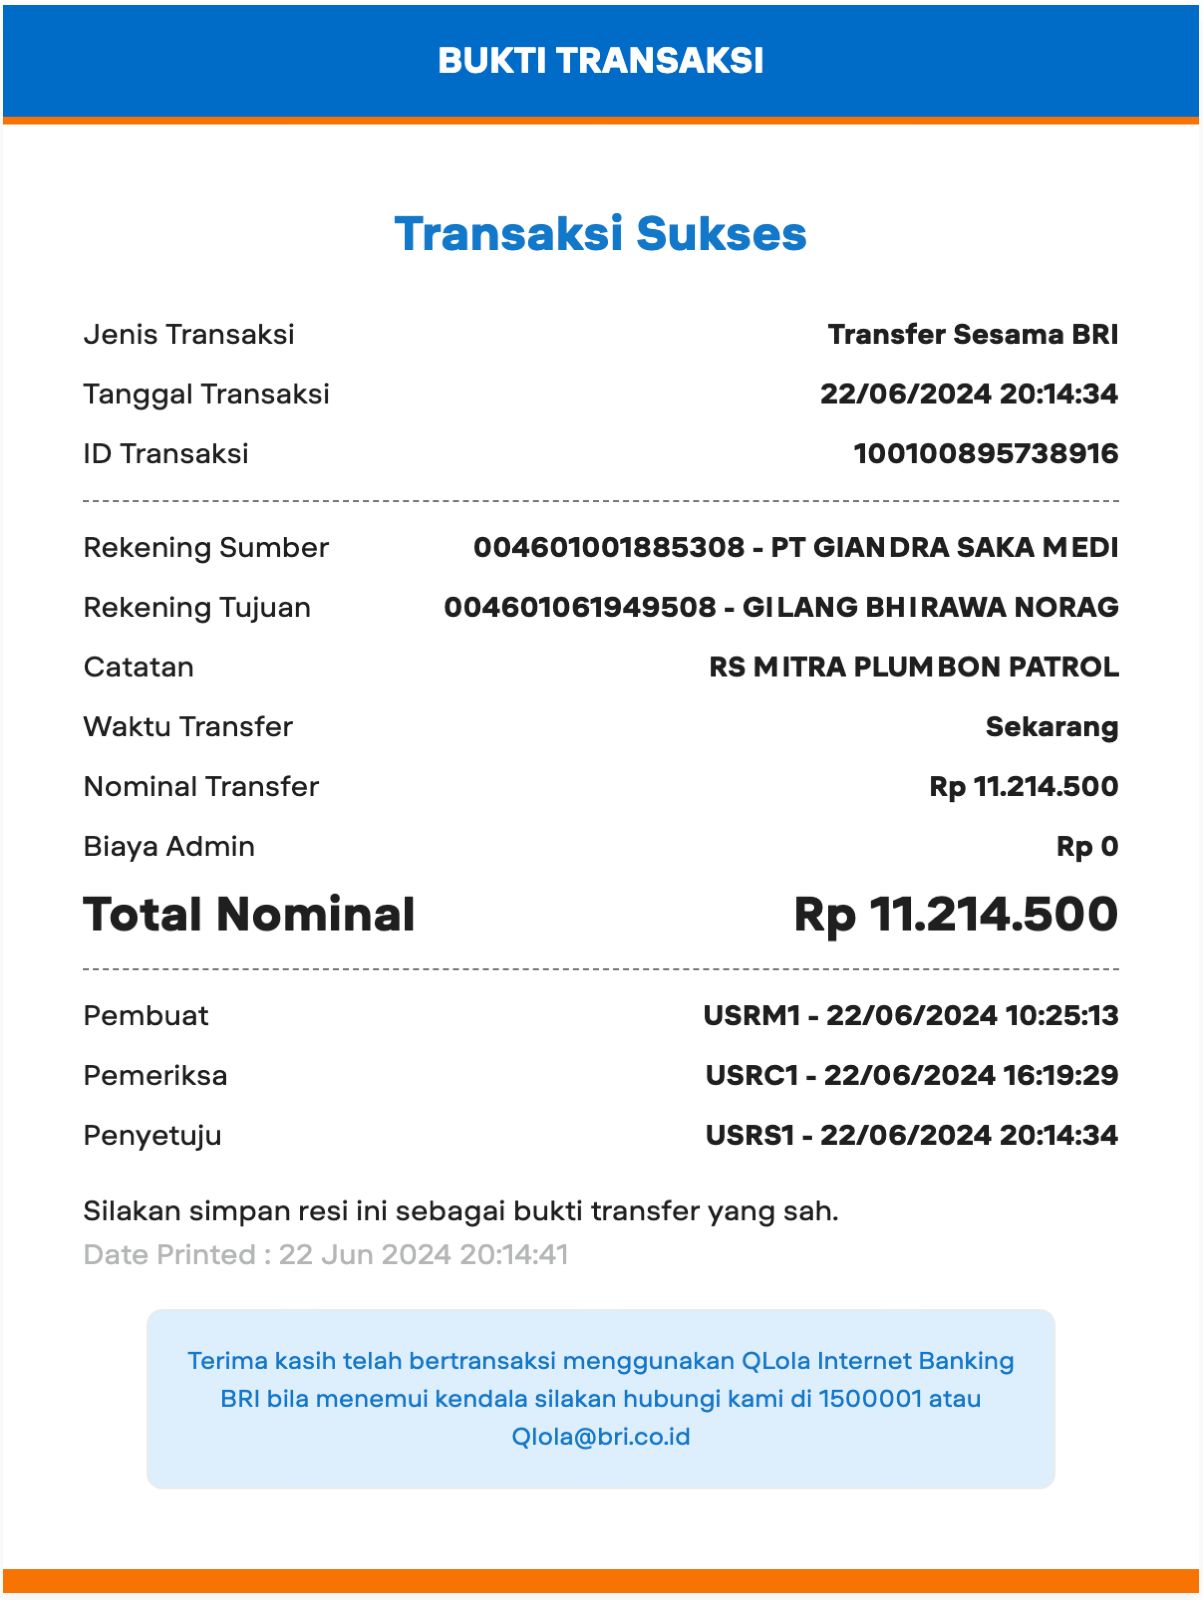 BUKTI TRANSAKSI
Transaksi Sukses
Jenis Transaksi Transfer Sesama BRI
Tanggal Transaksi 22/06/2024 20:14:34
ID Transaksi 100100895738916
Rekening Sumber 004601001885308 - PT GIANDRA SAKA MEDI
Rekening Tujuan 004601061949508 - GILANG BHIRAWA NORAG
Catatan RS MITRA PLUMBON PATROL
Waktu Transfer Sekarang
Nominal Transfer Rp 11.214.500
Biaya Admin Rp 0
Total Nominal Rp 11.214.500
Pembuat USRM1 - 22/06/2024 10:25:13
Pemeriksa USRC1 - 22/06/2024 16:19:29
Penyetuju USRS1 - 22/06/2024 20:14:34
Silakan simpan resi ini sebagai bukti transfer yang sah.
Date Printed : 22 Jun 2024 20:14:41
Terima kasih telah bertransaksi menggunakan QLola Internet Banking
BRI bila menemui kendala silakan hubungi kami di 1500001 atau
Qlola@bri.co.id